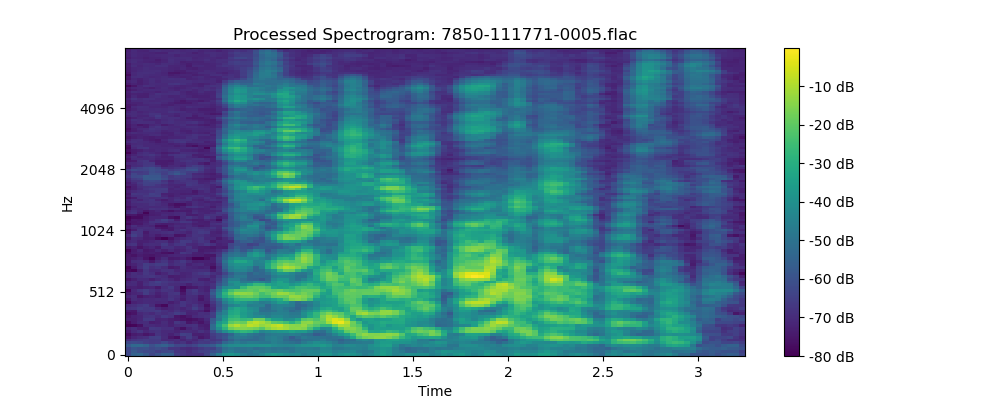 Processed Spectrogram: 7850-111771-0005.flac
Hz
4096
2048
1024
512
0
0
0.5
1
1.5
2
2.5
3
Time
-10 dB
-20 dB
-30 dB
-40 dB
-50 dB
-60 dB
-70 dB
-80 dB